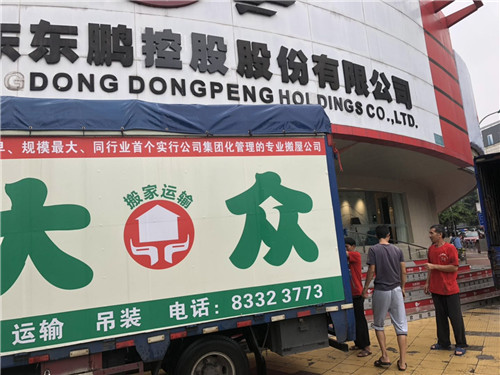 东东鹏控股股份有限公司
GDONG DONGPENG HOLDINGS CO.,LTD.
、规模最大、同行业首个实行公司集团化管理的专业搬屋公司
搬家运输
大众
运输 吊装 电话：8332 3773